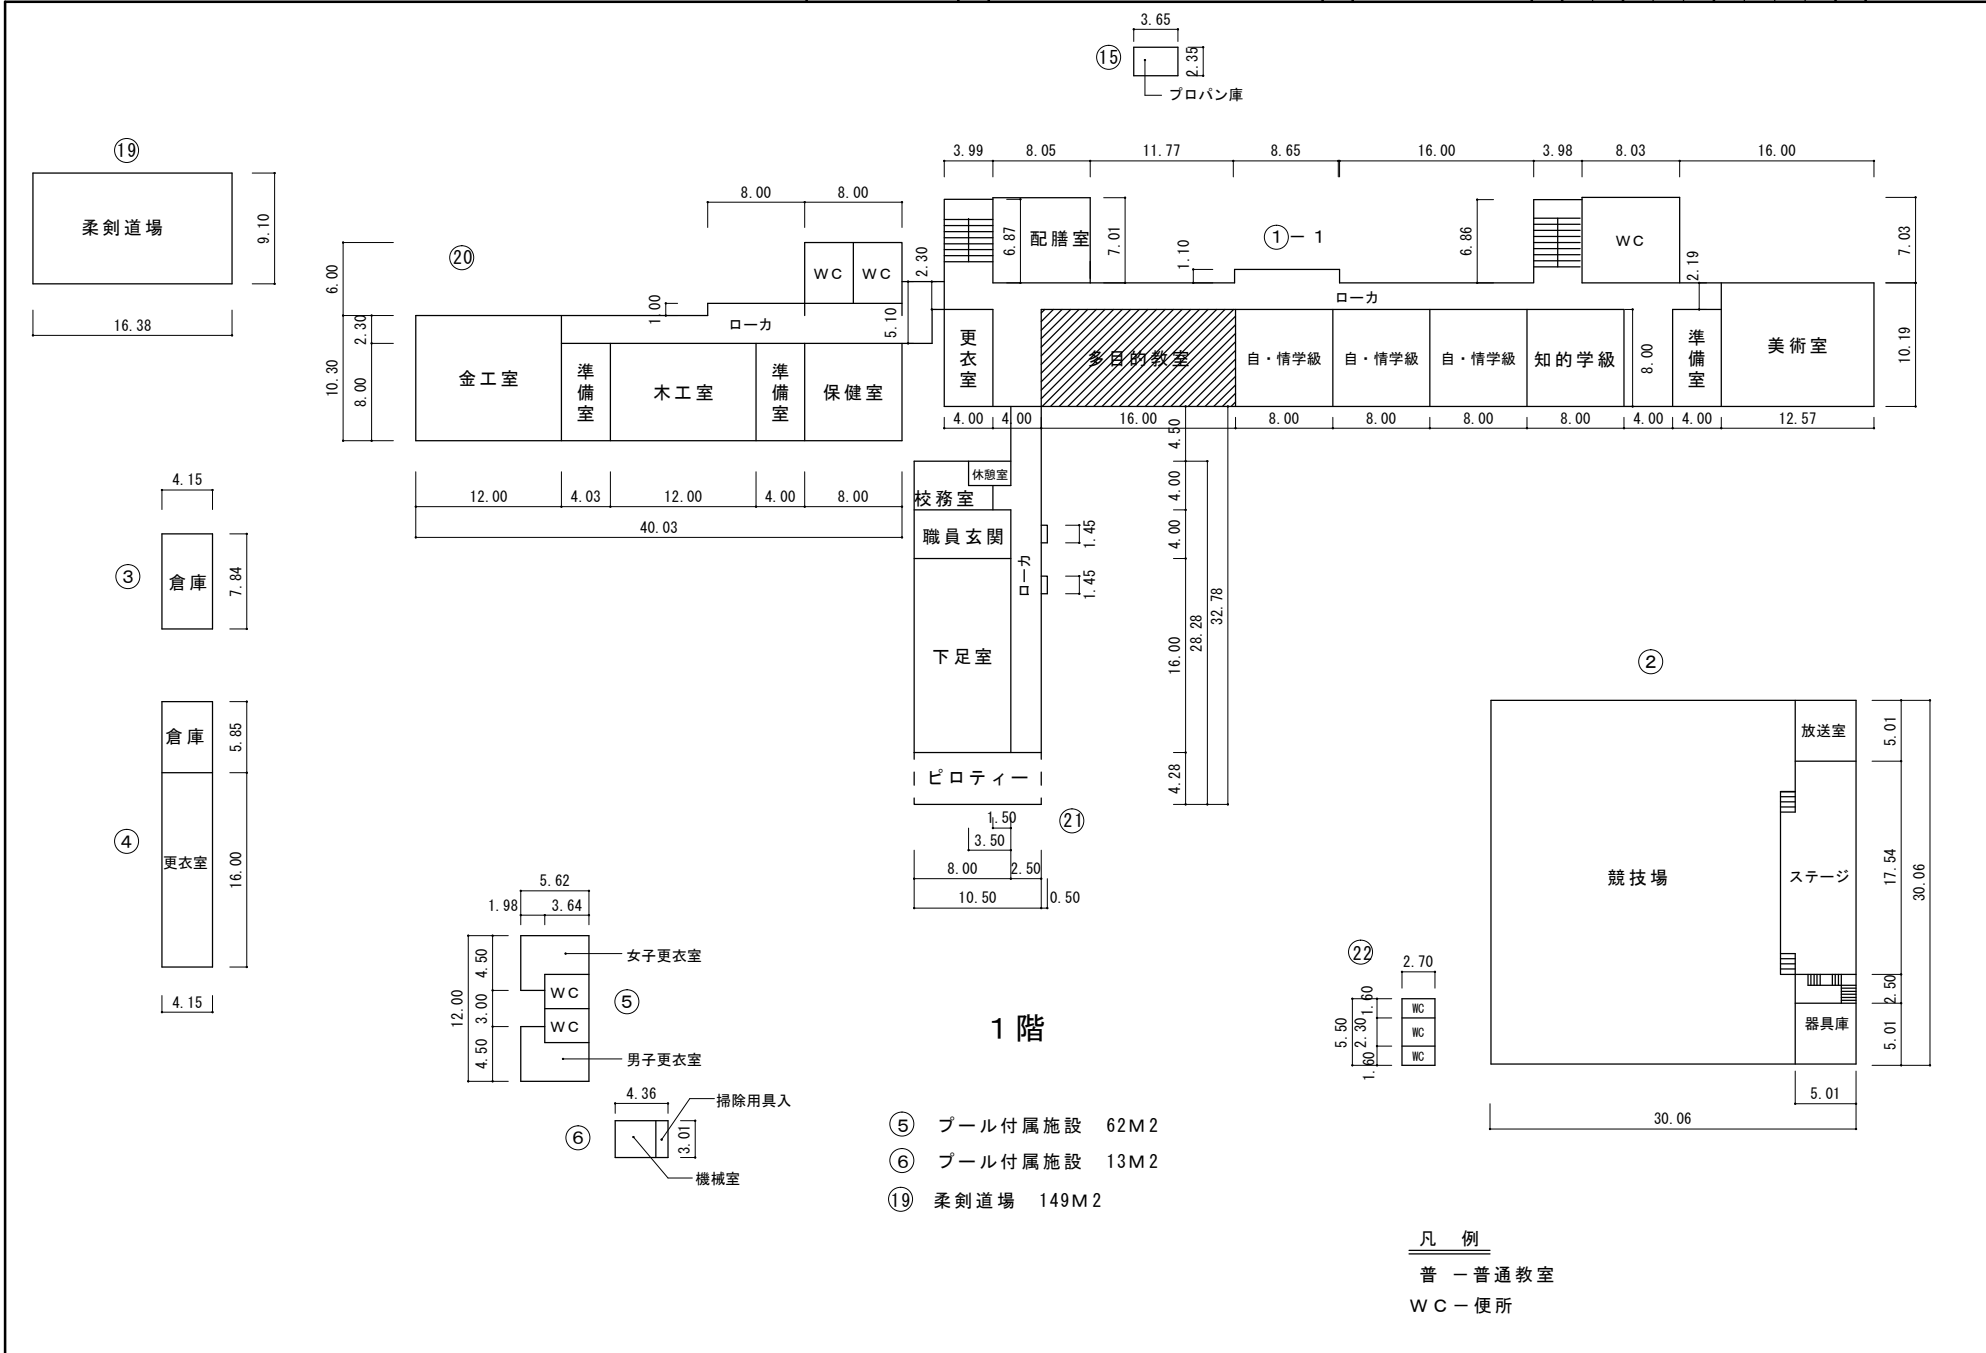 3.65
⑮
2.35
プロパン庫
⑲
柔剣道場
9.10
16.38
3.99
8.05
11.77
8.65
16.00
3.98
8.03
16.00
8.00
8.00
⑳
6.00
WC
WC
2.30
6.87
配膳室
7.01
1.10
①－1
6.86
WC
2.19
7.03
1.00
ローカ
5.10
ローカ
10.30
2.30
8.00
金工室
準備室
木工室
準備室
保健室
更衣室
多目的教室
自・情学級
自・情学級
自・情学級
知的学級
8.00
準備室
美術室
10.19
4.00
4.00
16.00
8.00
8.00
8.00
8.00
4.00
4.00
12.57
12.00
4.03
12.00
4.00
8.00
40.03
休憩室
校務室
職員玄関
ローカ
1.45
1.45
下足室
ピロティー
4.50
4.00
4.00
16.00
4.28
28.28
32.78
㉑
1.50
3.50
8.00
2.50
10.50
0.50
4.15
③
倉庫
7.84
倉庫
5.85
④
更衣室
16.00
4.15
5.62
1.98
3.64
12.00
4.50
3.00
4.50
女子更衣室
WC
WC
⑤
男子更衣室
4.36
掃除用具入
⑥
3.01
機械室
1階
⑤ プール付属施設 62M2
⑥ プール付属施設 13M2
⑲ 柔剣道場 149M2
②
放送室
5.01
競技場
ステージ
17.54
30.06
2.50
器具庫
5.01
5.01
30.06
㉒
2.70
5.50
1.60
2.30
1.60
WC
WC
WC
凡 例
普 －普通教室
WC－便所